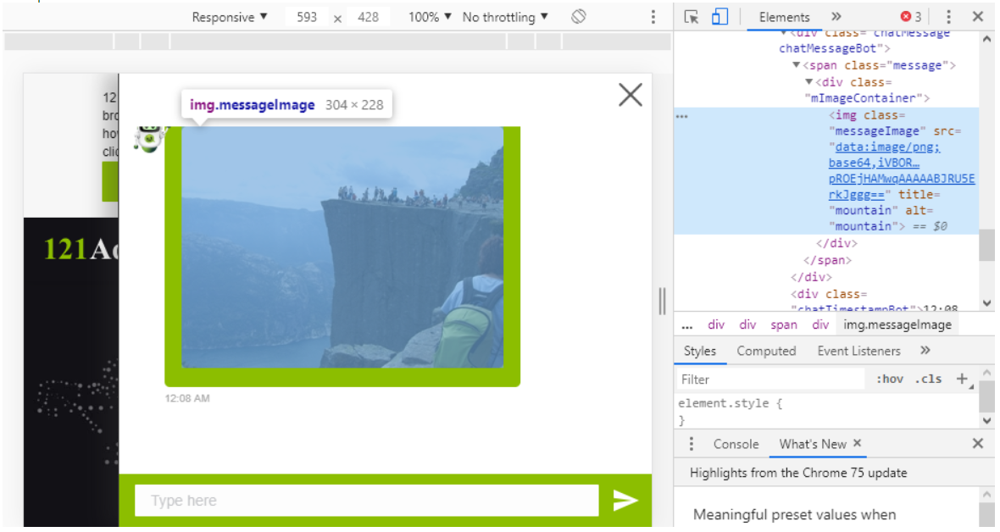 Responsive ▼ 593 x 428 100% ▼ No throttling ▼
Elements » 3
<div class="chatMessage
chatMessageBot">
▼<span class="message">
▼<div class=
"mImageContainer">
... <img class=
"messageImage" src=
"data:image/png;
base64,iVBOR…
pROEjHAMwqAAAAABJRU5E
rkJggg==" title=
"mountain" alt=
"mountain"> == $0
</div>
</span>
</div>
<div class=
"chatTimestampBot">12:08
... div div span div img.messageImage
Styles Computed Event Listeners »
Filter :hov .cls +
element.style {
}
Console What's New ×
Highlights from the Chrome 75 update
Meaningful preset values when
img.messageImage 304 × 228
12
bro
clic
121A
12:08 AM
Type here